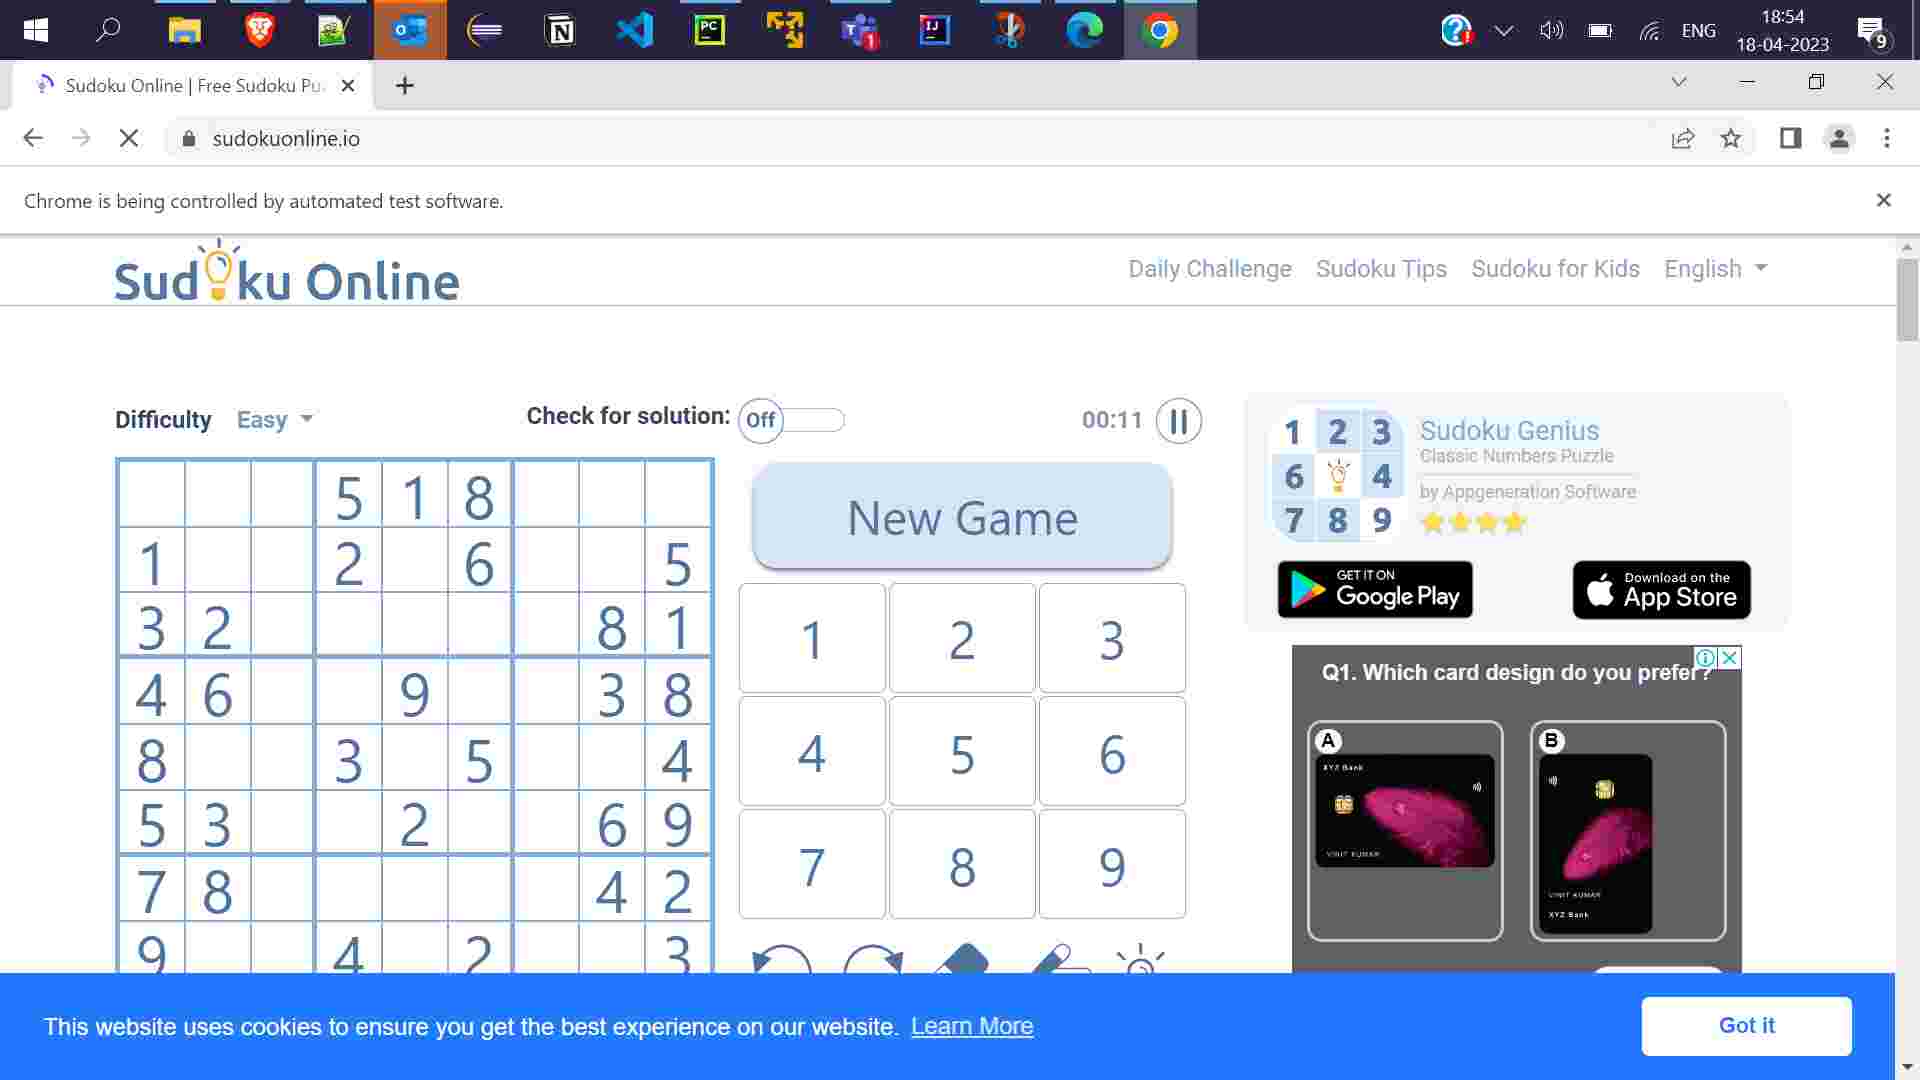 ENG
18:54
18-04-2023
9
PC
1
IJ
Sudoku Online | Free Sudoku Pu
sudokuonline.io
Chrome is being controlled by automated test software.
Sudoku Online
Daily Challenge Sudoku Tips Sudoku for Kids English
Difficulty Easy
Check for solution: Off
00:11
5 1 8
1 2 6 5
3 2 8 1
4 6 9 3 8
8 3 5 4
5 3 2 6 9
7 8 4 2
9 4 2 3
New Game
1 2 3
4 5 6
7 8 9
1 2 3
6 4
7 8 9
Sudoku Genius
Classic Numbers Puzzle
by Appgeneration Software
GET IT ON
Google Play
Download on the
App Store
Q1. Which card design do you prefer?
A
XYZ Bank
VINIT KUMAR
B
VINIT KUMAR
XYZ Bank
This website uses cookies to ensure you get the best experience on our website. Learn More
Got it